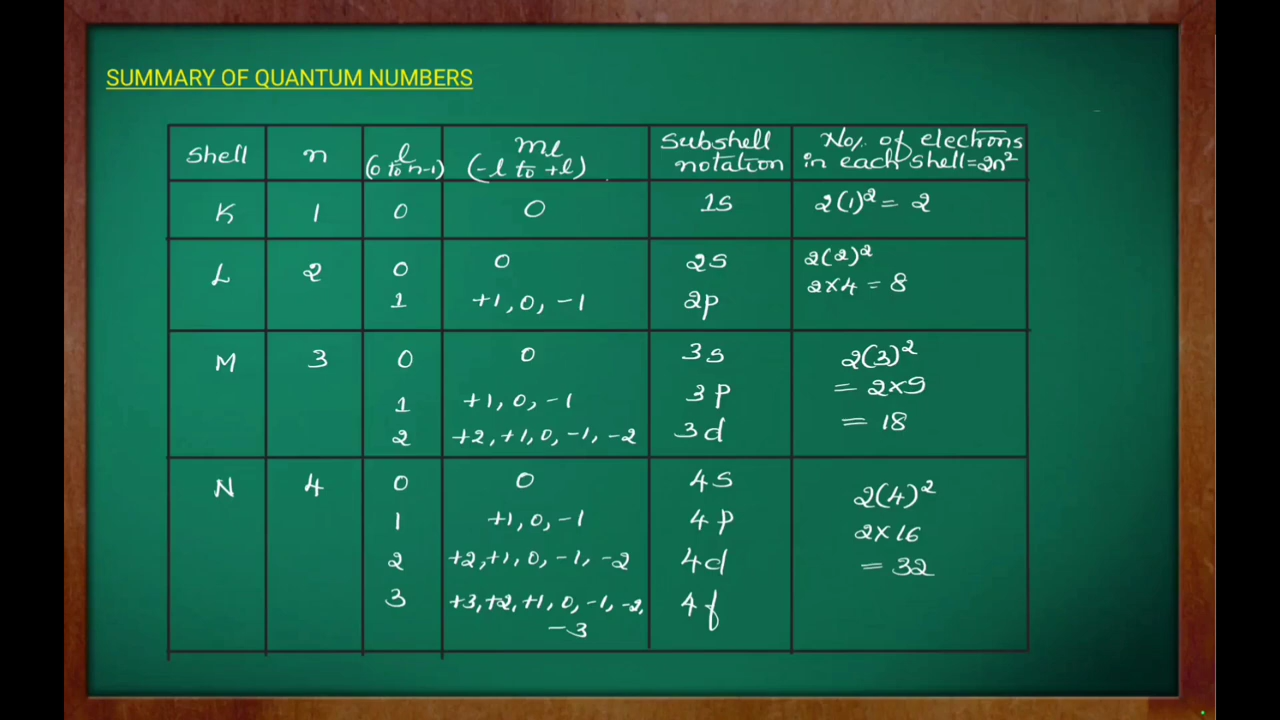 SUMMARY OF QUANTUM NUMBERS
Shell n l (0 to n-1) ml (-l to +l) Subshell notation No/. of electrons in each shell=2n²
K 1 0 0 1s 2(1)²= 2
L 2 0 0 2s 2(2)²
1 +1, 0, -1 2p 2×4 = 8
M 3 0 0 3s 2(3)²
1 +1, 0, -1 3p = 2×9
2 +2, +1, 0, -1, -2 3d = 18
N 4 0 0 4s 2(4)²
1 +1, 0, -1 4p 2×16
2 +2, +1, 0, -1, -2 4d = 32
3 +3, +2, +1, 0, -1, -2, 4f
-3